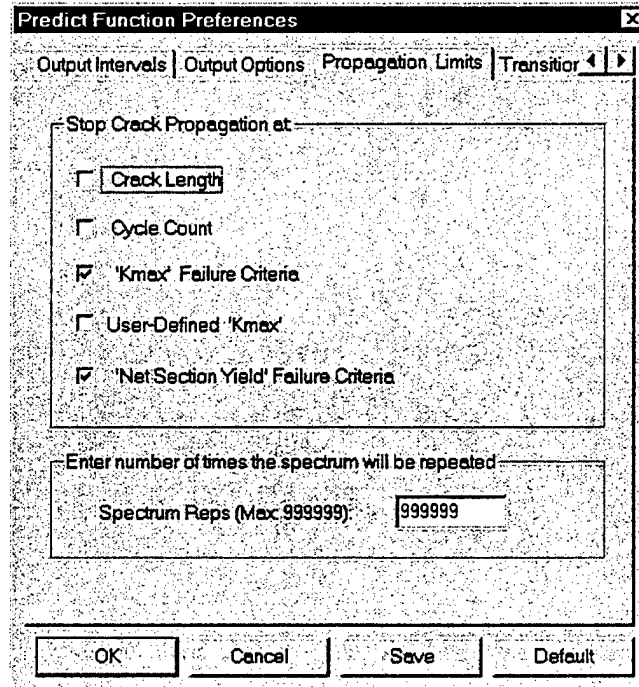 Predict Function Preferences
Output Intervals Output Options Propagation Limits Transition
Stop Crack Propagation at:
Crack Length
Cycle Count
'Kmax' Failure Criteria
User-Defined 'Kmax'
'Net Section Yield' Failure Criteria
Enter number of times the spectrum will be repeated
Spectrum Reps (Max: 999999): 999999
OK Cancel Save Default